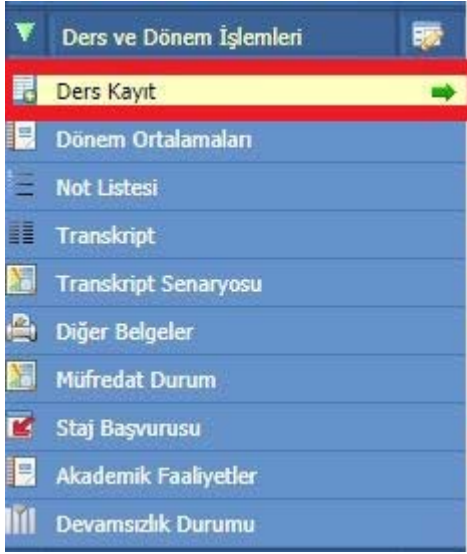 Ders ve Dönem İşlemleri
Ders Kayıt
Dönem Ortalamaları
Not Listesi
Transkript
Transkript Senaryosu
Diğer Belgeler
Müfredat Durum
Staj Başvurusu
Akademik Faaliyetler
Devamsızlık Durumu